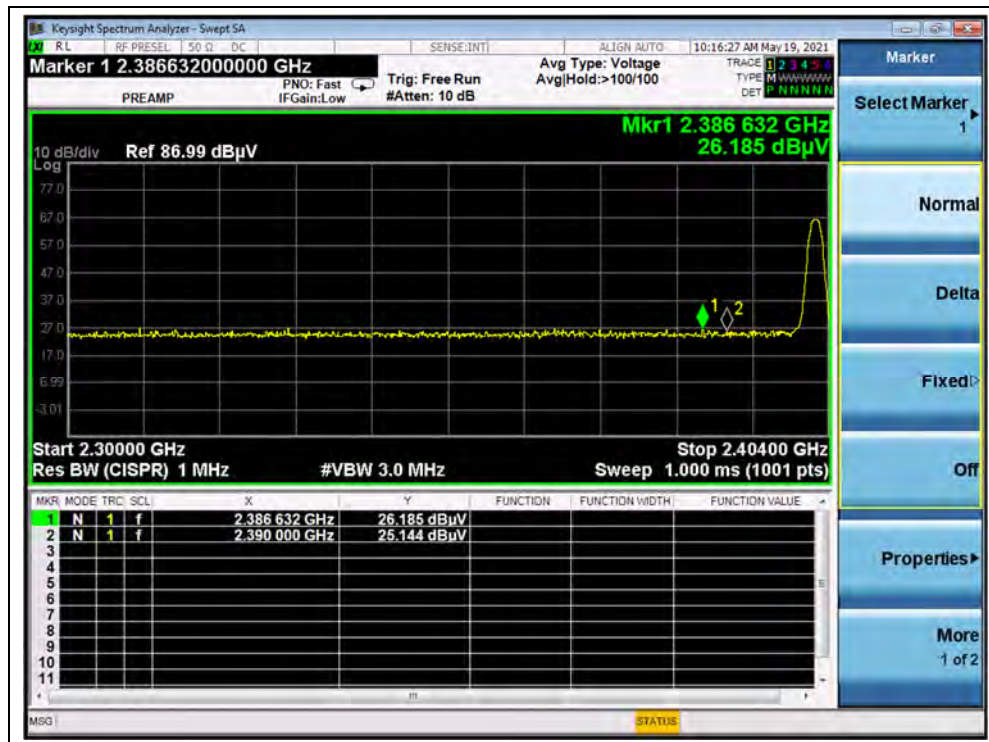 Keysight Spectrum Analyzer - Swept SA
LXI RL RF PRESEL 50 Ω DC SENSE:INT ALIGN AUTO 10:16:27 AM May 19, 2021
Marker 1 2.386632000000 GHz
PREAMP
PNO: Fast
IFGain:Low
Trig: Free Run
#Atten: 10 dB
Avg Type: Voltage
Avg|Hold:>100/100
TRACE 1 2 3 4 5 6
TYPE M WWWWW
DET P N N N N N
Mkr1 2.386 632 GHz
26.185 dBµV
10 dB/div Ref 86.99 dBµV
Log
77.0
67.0
57.0
47.0
37.0
27.0
17.0
6.99
-3.01
1 2
Start 2.30000 GHz Stop 2.40400 GHz
Res BW (CISPR) 1 MHz #VBW 3.0 MHz Sweep 1.000 ms (1001 pts)
MKR MODE TRC SCL X Y FUNCTION FUNCTION WIDTH FUNCTION VALUE
1 N 1 f 2.386 632 GHz 26.185 dBµV
2 N 1 f 2.390 000 GHz 25.144 dBµV
3
4
5
6
7
8
9
10
11
MSG STATUS
Marker
Select Marker
1
Normal
Delta
Fixed
Off
Properties
More
1 of 2